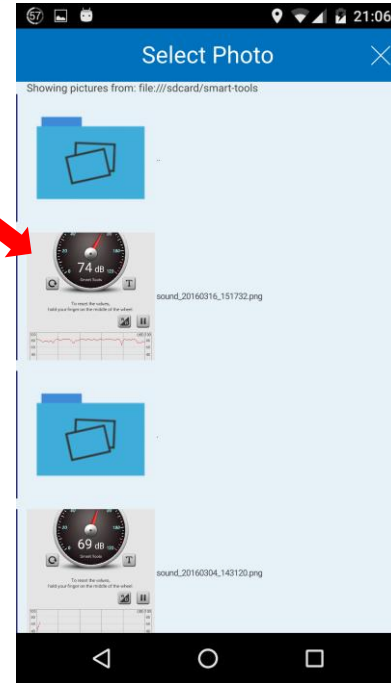 57
21:06
Select Photo
Showing pictures from: file:///sdcard/smart-tools
..
74 dB
Smart Tools
T
To reset the values,
hold your finger on the middle of the wheel
sound_20160316_151732.png
.
69 dB
Smart Tools
T
To reset the values,
hold your finger on the middle of the wheel
sound_20160304_143120.png